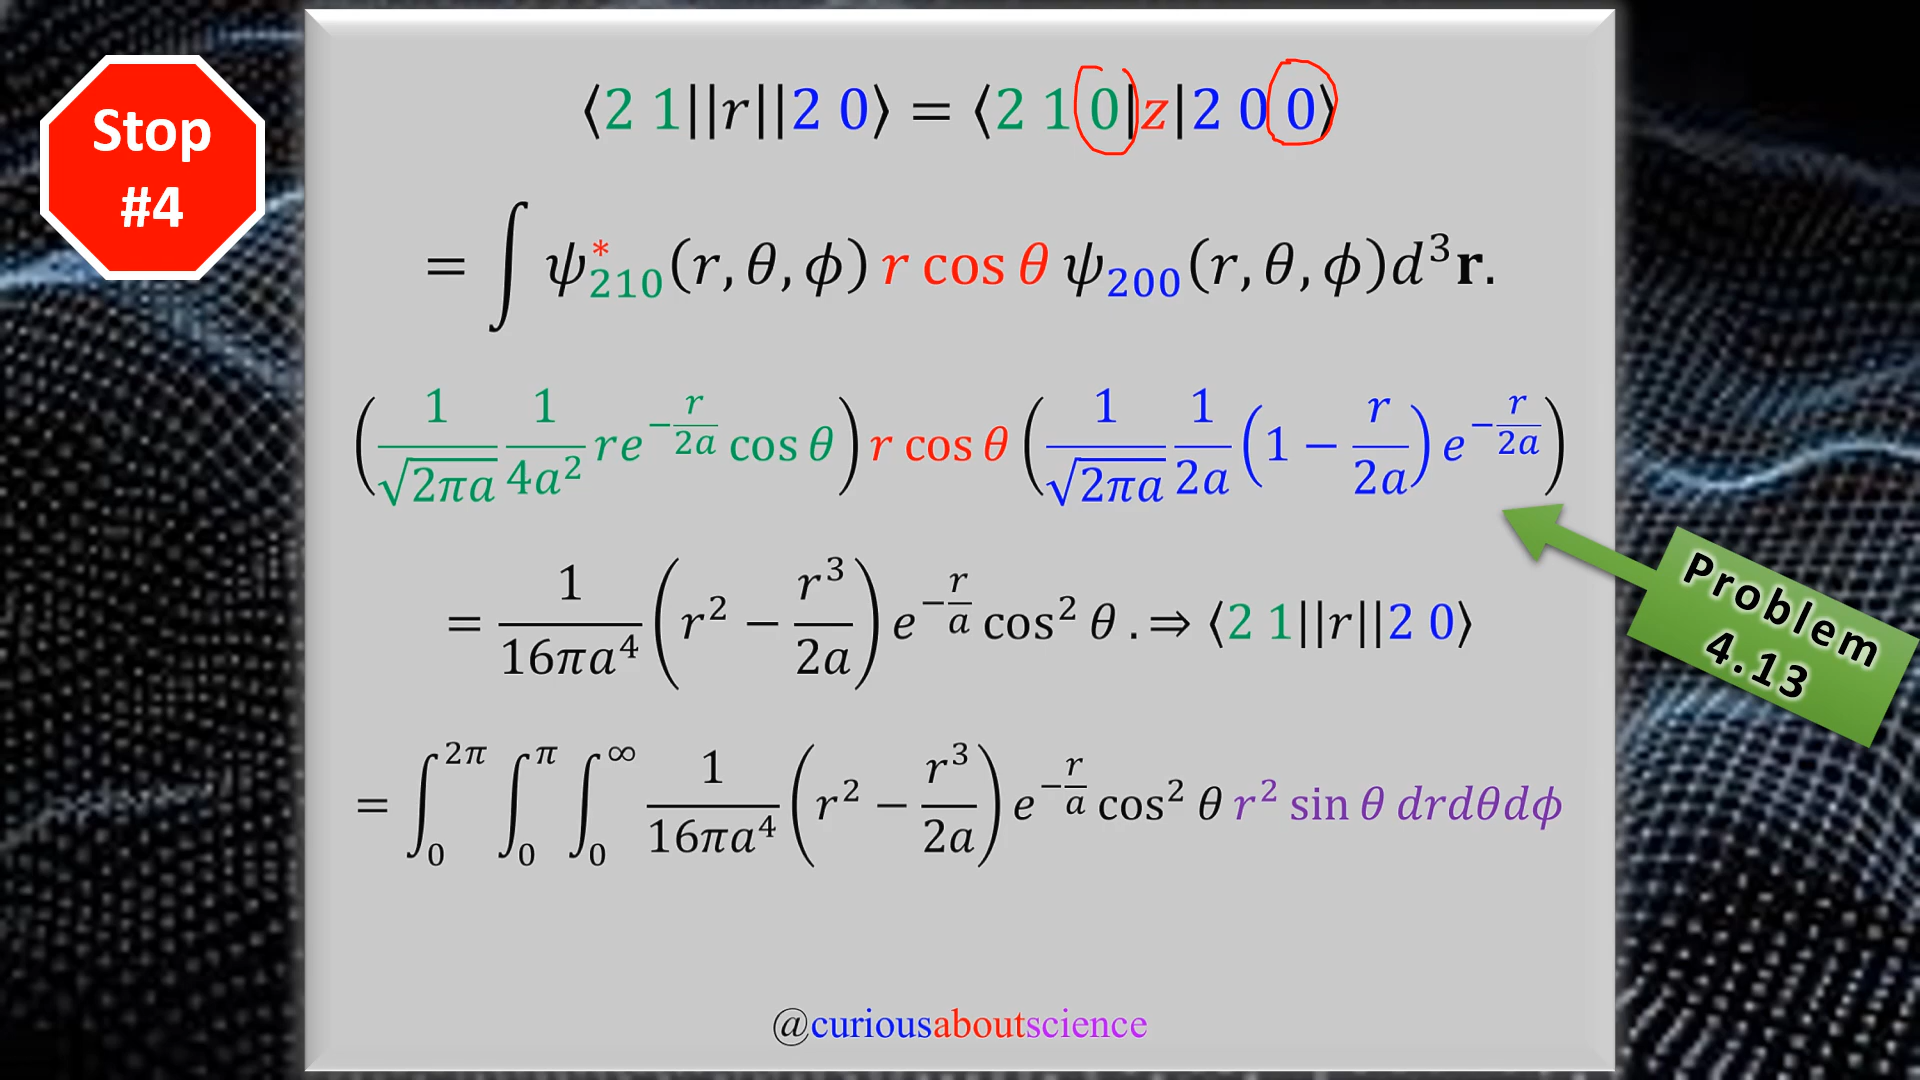 Stop
#4
⟨2 1||r||2 0⟩ = ⟨2 1 0|z|2 0 0⟩
= ∫ ψ*₂₁₀(r, θ, ϕ) r cos θ ψ₂₀₀(r, θ, ϕ)d³𝐫.
(1/√(2πa) 1/(4a²) re^(−r/(2a)) cos θ) r cos θ (1/√(2πa) 1/(2a) (1 − r/(2a)) e^(−r/(2a)))
= 1/(16πa⁴) (r² − r³/(2a)) e^(−r/a) cos² θ . ⇒ ⟨2 1||r||2 0⟩
= ∫₀^(2π) ∫₀^π ∫₀^∞ 1/(16πa⁴) (r² − r³/(2a)) e^(−r/a) cos² θ r² sin θ drdθdϕ
Problem
4.13
@curiousaboutscience